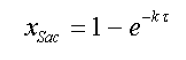 x_{Sac} = 1 - e^{-kτ}